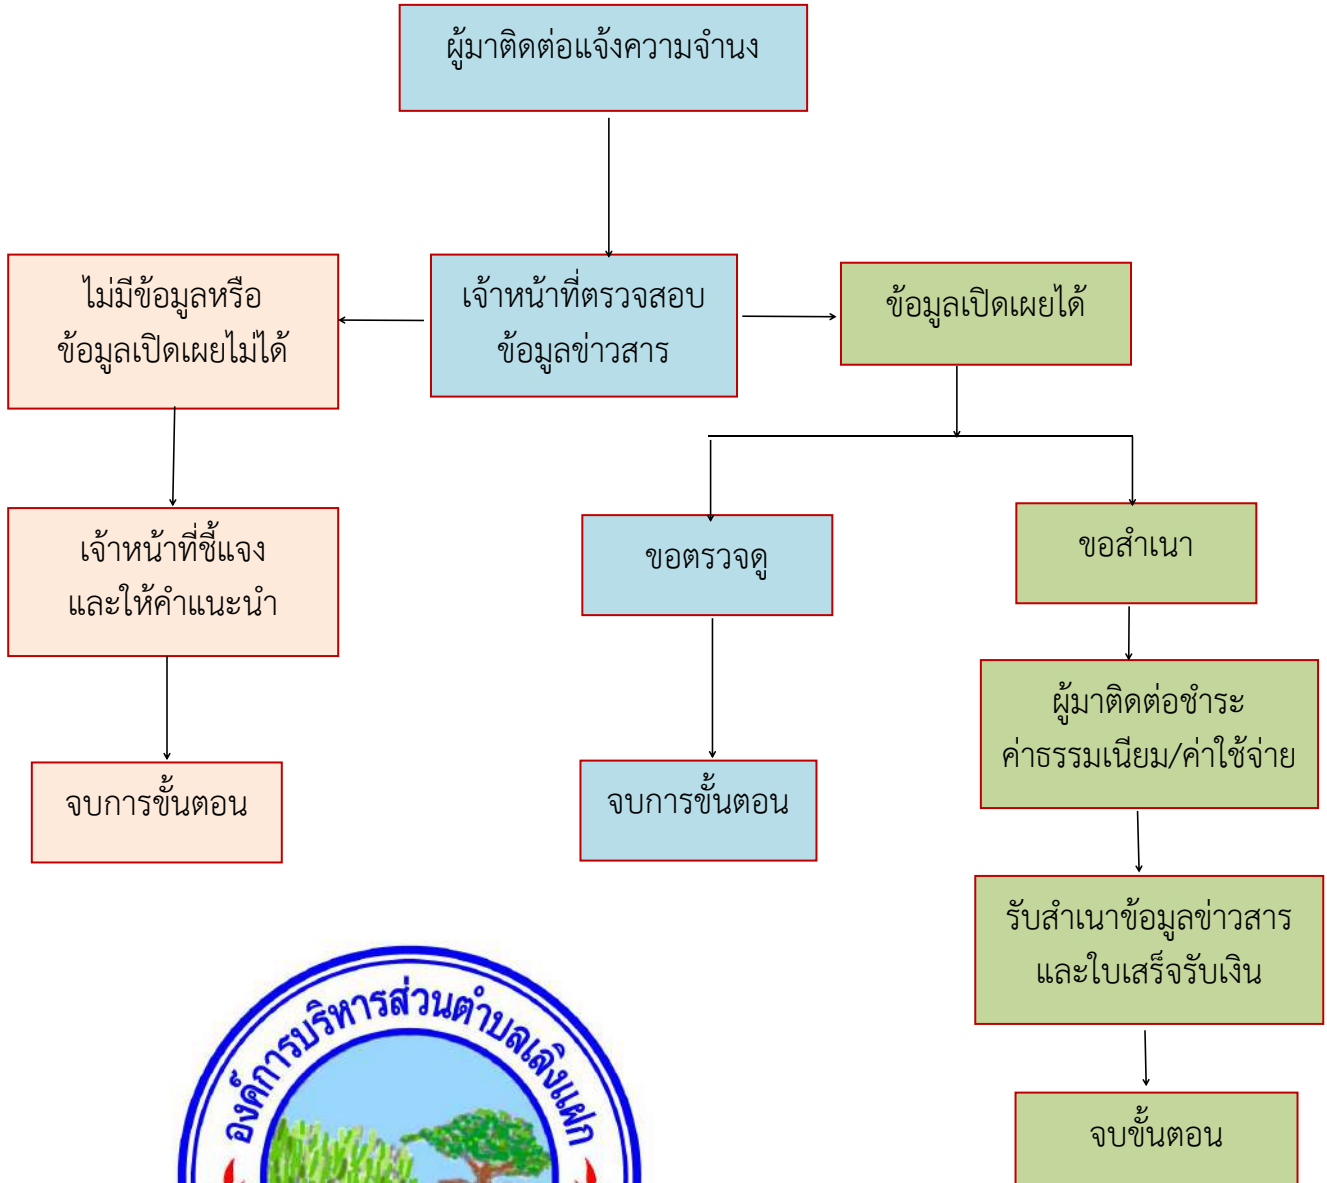 ผู้มาติดต่อแจ้งความจำนง
ไม่มีข้อมูลหรือ
ข้อมูลเปิดเผยไม่ได้
เจ้าหน้าที่ตรวจสอบ
ข้อมูลข่าวสาร
ข้อมูลเปิดเผยได้
เจ้าหน้าที่ชี้แจง
และให้คำแนะนำ
ขอตรวจดู
ขอสำเนา
ผู้มาติดต่อชำระ
ค่าธรรมเนียม/ค่าใช้จ่าย
จบการขั้นตอน
จบการขั้นตอน
รับสำเนาข้อมูลข่าวสาร
และใบเสร็จรับเงิน
จบขั้นตอน
องค์การบริหารส่วนตำบลเลิงแฝก